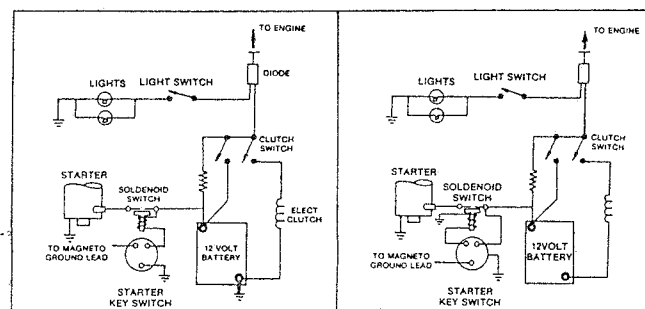 TO ENGINE
DIODE
LIGHTS
LIGHT SWITCH
CLUTCH
SWITCH
STARTER
SOLDENOID
SWITCH
ELECT
CLUTCH
12 VOLT
BATTERY
TO MAGNETO
GROUND LEAD
STARTER
KEY SWITCH
TO ENGINE
LIGHTS
LIGHT SWITCH
CLUTCH
SWITCH
STARTER
SOLDENOID
SWITCH
12VOLT
BATTERY
TO MAGNETO
GROUND LEAD
STARTER
KEY SWITCH